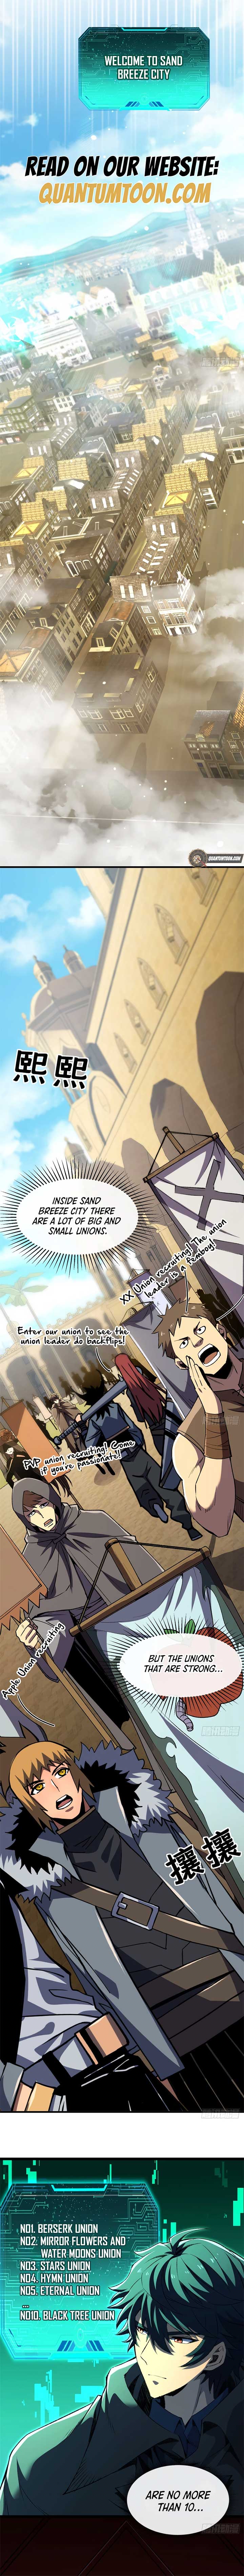 WELCOME TO SAND
BREEZE CITY
READ ON OUR WEBSITE:
QUANTUMTOON.COM
QUANTUMTOON.COM
熙熙
INSIDE SAND
BREEZE CITY THERE
ARE A LOT OF BIG AND
SMALL UNIONS.
XX Union recruiting! The union
leader is a femboy!
Enter our union to see the
union leader do backflips!
PVP union recruiting! Come
if you're passionate!
Apple Union recruiting
BUT THE UNIONS
THAT ARE STRONG...
攘攘
NO1. BERSERK UNION
NO2. MIRROR FLOWERS AND
WATER MOONS UNION
NO3. STARS UNION
NO4. HYMN UNION
NO5. ETERNAL UNION
...
NO10. BLACK TREE UNION
ARE NO MORE
THAN 10...